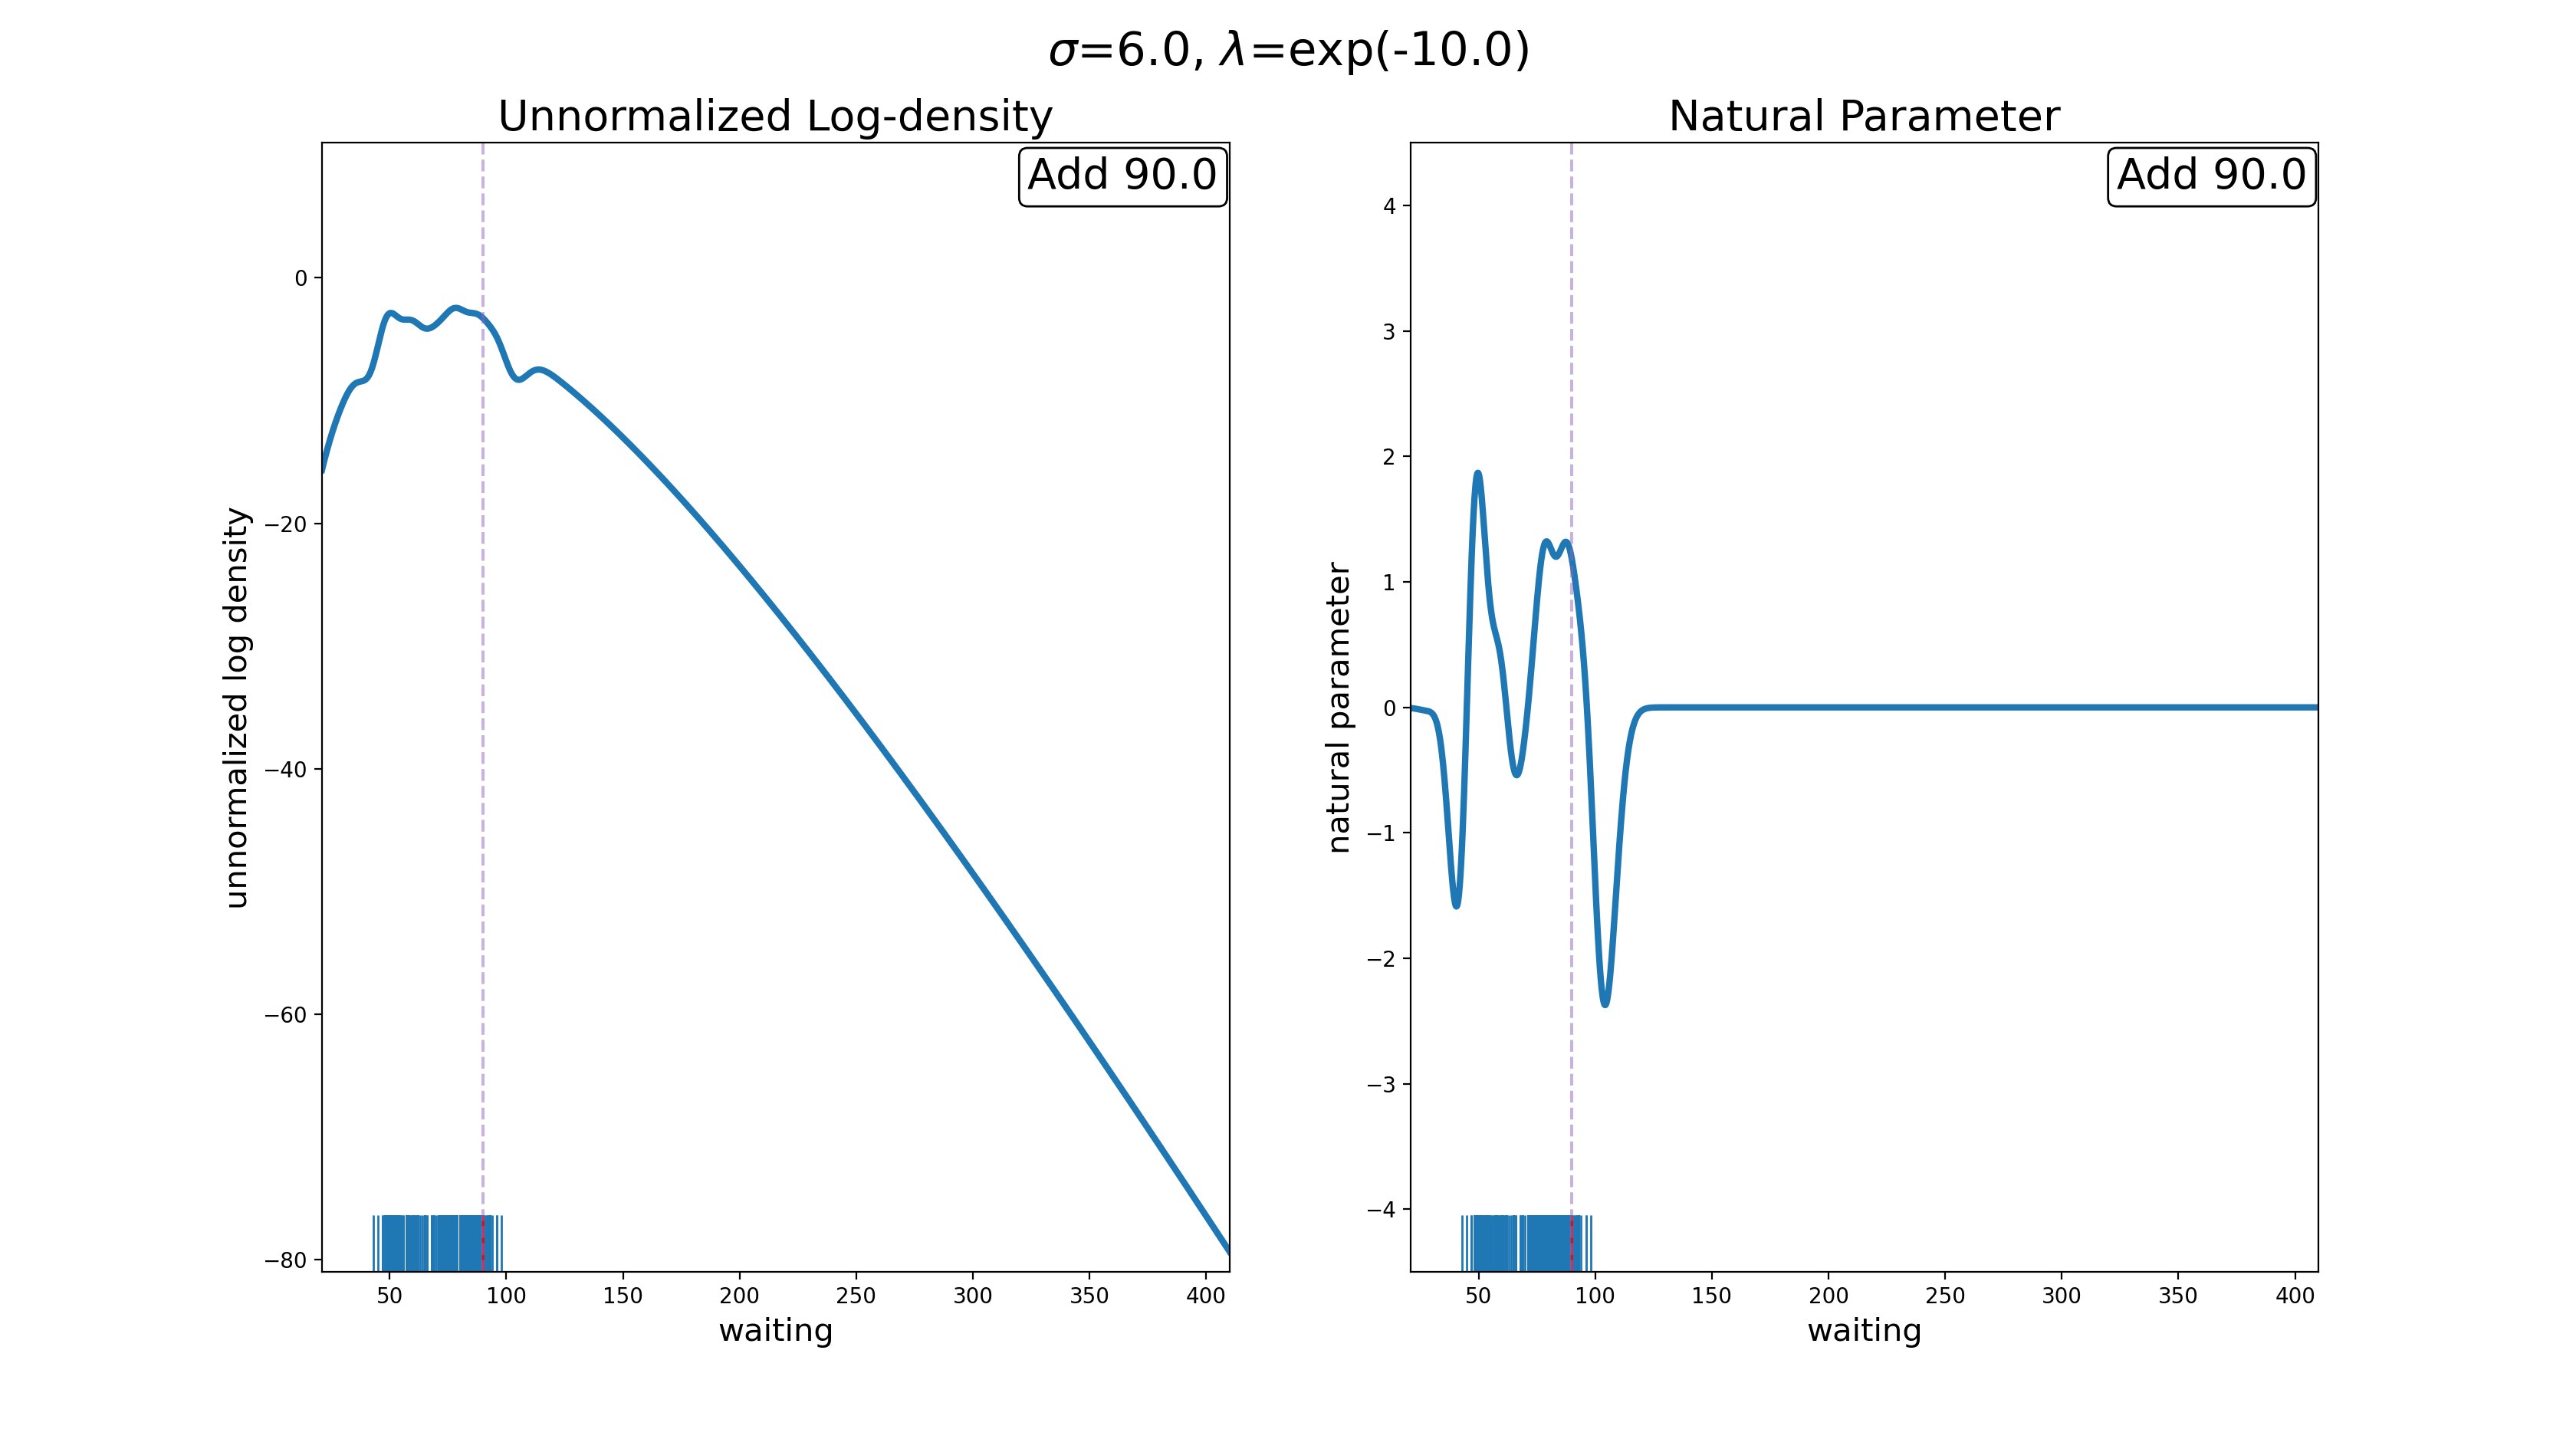 σ=6.0, λ=exp(-10.0)
Unnormalized Log-density
Natural Parameter
Add 90.0
Add 90.0
unnormalized log density
0
−20
−40
−60
−80
50 100 150 200 250 300 350 400
waiting
natural parameter
4
3
2
1
0
−1
−2
−3
−4
50 100 150 200 250 300 350 400
waiting